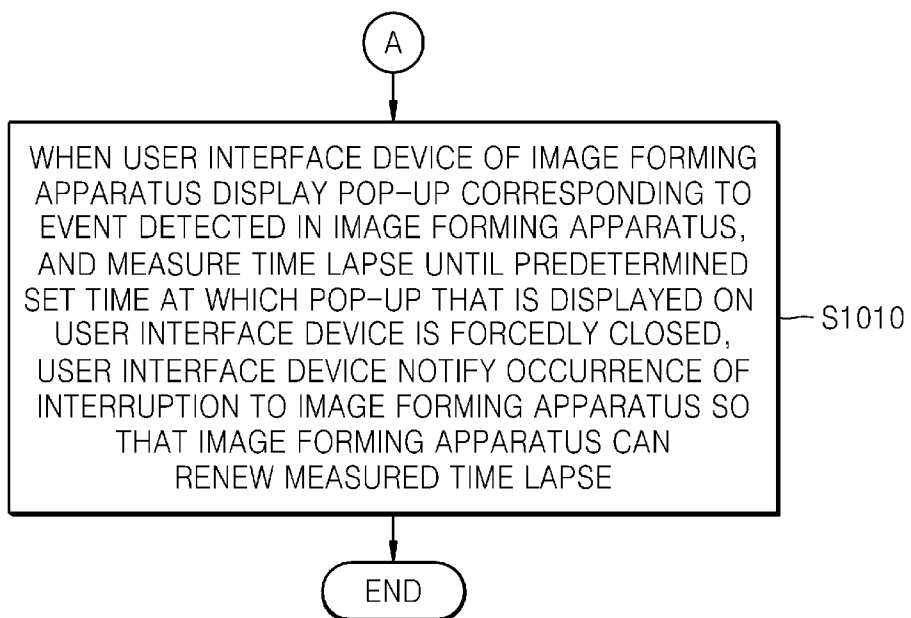 A
WHEN USER INTERFACE DEVICE OF IMAGE FORMING
APPARATUS DISPLAY POP-UP CORRESPONDING TO
EVENT DETECTED IN IMAGE FORMING APPARATUS,
AND MEASURE TIME LAPSE UNTIL PREDETERMINED
SET TIME AT WHICH POP-UP THAT IS DISPLAYED ON
USER INTERFACE DEVICE IS FORCEDLY CLOSED,
USER INTERFACE DEVICE NOTIFY OCCURRENCE OF
INTERRUPTION TO IMAGE FORMING APPARATUS SO
THAT IMAGE FORMING APPARATUS CAN
RENEW MEASURED TIME LAPSE
S1010
END